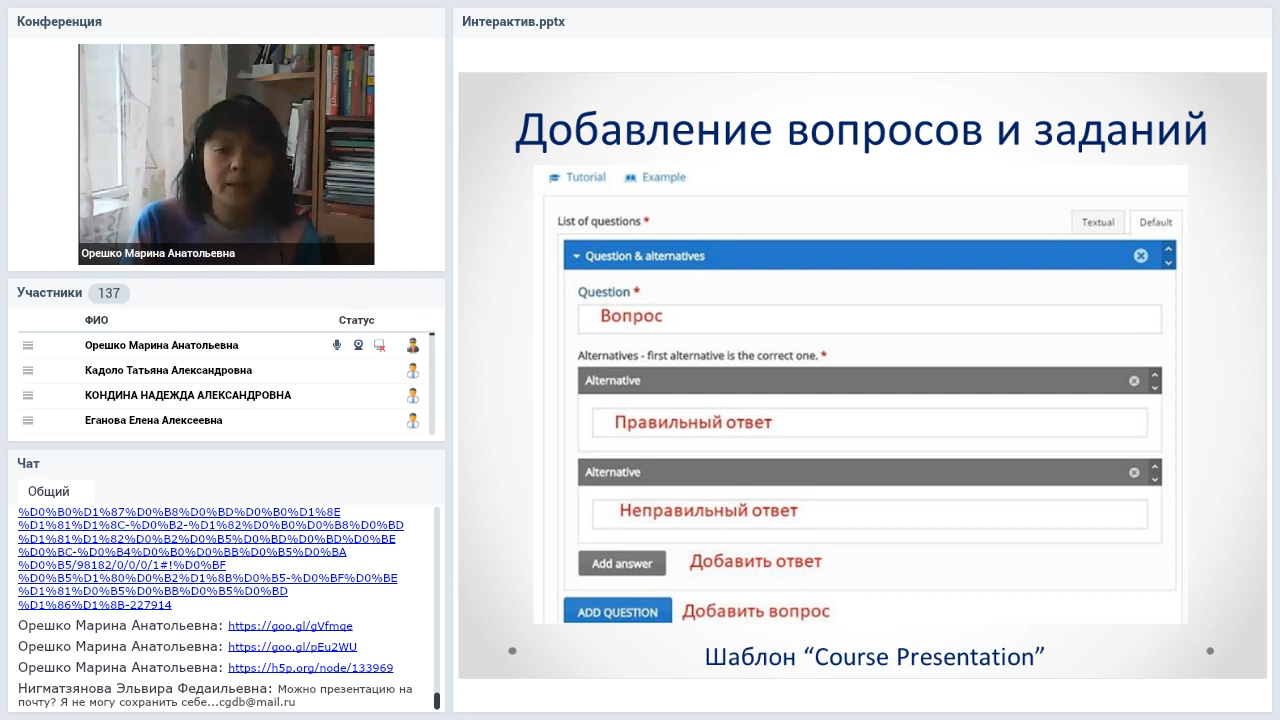 Конференция
Орешко Марина Анатольевна
Участники 137
ФИО Статус
Орешко Марина Анатольевна
Кадоло Татьяна Александровна
КОНДИНА НАДЕЖДА АЛЕКСАНДРОВНА
Еганова Елена Алексеевна
Чат
Общий
%D0%B0%D1%87%D0%B8%D0%BD%D0%B0%D1%8E
%D1%81%D1%8C-%D0%B2-%D1%82%D0%B0%D0%B8%D0%BD
%D1%81%D1%82%D0%B2%D0%B5%D0%BD%D0%BD%D0%BE
%D0%BC-%D0%B4%D0%B0%D0%BB%D0%B5%D0%BA
%D0%B5/98182/0/0/0/1#!%D0%BF
%D0%B5%D1%80%D0%B2%D1%8B%D0%B5-%D0%BF%D0%BE
%D1%81%D0%B5%D0%BB%D0%B5%D0%BD
%D1%86%D1%8B-227914
Орешко Марина Анатольевна: https://goo.gl/gVfmqe
Орешко Марина Анатольевна: https://goo.gl/pEu2WU
Орешко Марина Анатольевна: https://h5p.org/node/133969
Нигматзянова Эльвира Федаильевна: Можно презентацию на
почту? Я не могу сохранить себе...cgdb@mail.ru
Интерактив.pptx
Добавление вопросов и заданий
Tutorial Example
List of questions *
Textual Default
Question & alternatives
Question *
Вопрос
Alternatives - first alternative is the correct one. *
Alternative
Правильный ответ
Alternative
Неправильный ответ
Add answer Добавить ответ
ADD QUESTION Добавить вопрос
Шаблон “Course Presentation”